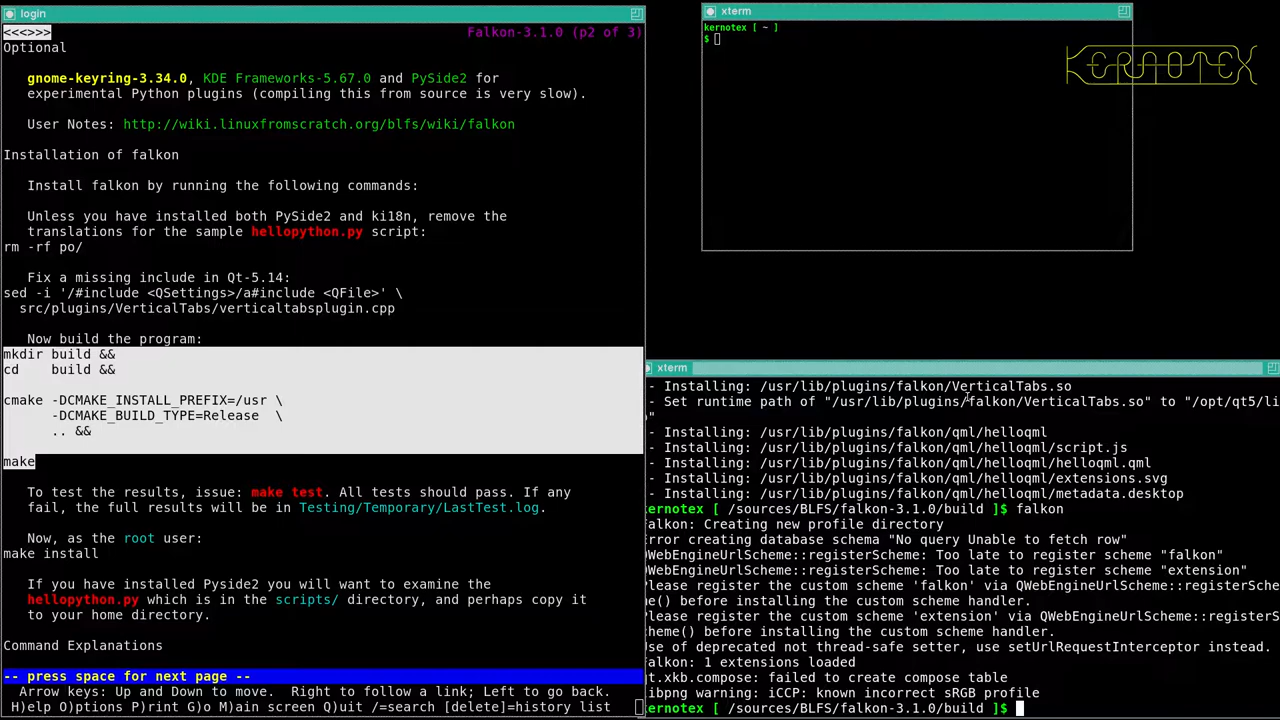 login
<<<>>>
Falkon-3.1.0 (p2 of 3)
Optional
gnome-keyring-3.34.0, KDE Frameworks-5.67.0 and PySide2 for
experimental Python plugins (compiling this from source is very slow).
User Notes: http://wiki.linuxfromscratch.org/blfs/wiki/falkon
Installation of falkon
Install falkon by running the following commands:
Unless you have installed both PySide2 and ki18n, remove the
translations for the sample hellopython.py script:
rm -rf po/
Fix a missing include in Qt-5.14:
sed -i '/#include <QSettings>/a#include <QFile>' \
src/plugins/VerticalTabs/verticaltabsplugin.cpp
Now build the program:
mkdir build &&
cd    build &&
cmake -DCMAKE_INSTALL_PREFIX=/usr \
-DCMAKE_BUILD_TYPE=Release  \
.. &&
make
To test the results, issue: make test. All tests should pass. If any
fail, the full results will be in Testing/Temporary/LastTest.log.
Now, as the root user:
make install
If you have installed Pyside2 you will want to examine the
hellopython.py which is in the scripts/ directory, and perhaps copy it
to your home directory.
Command Explanations
-- press space for next page --
Arrow keys: Up and Down to move.  Right to follow a link; Left to go back.
H)elp O)ptions P)rint G)o M)ain screen Q)uit /=search [delete]=history list
xterm
kernotex [ ~ ]
$
KERNOTEX
xterm
- Installing: /usr/lib/plugins/falkon/VerticalTabs.so
- Set runtime path of "/usr/lib/plugins/falkon/VerticalTabs.so" to "/opt/qt5/li
"
- Installing: /usr/lib/plugins/falkon/qml/helloqml
- Installing: /usr/lib/plugins/falkon/qml/helloqml/script.js
- Installing: /usr/lib/plugins/falkon/qml/helloqml/helloqml.qml
- Installing: /usr/lib/plugins/falkon/qml/helloqml/extensions.svg
- Installing: /usr/lib/plugins/falkon/qml/helloqml/metadata.desktop
kernotex [ /sources/BLFS/falkon-3.1.0/build ]$ falkon
Falkon: Creating new profile directory
Error creating database schema "No query Unable to fetch row"
QWebEngineUrlScheme::registerScheme: Too late to register scheme "falkon"
QWebEngineUrlScheme::registerScheme: Too late to register scheme "extension"
Please register the custom scheme 'falkon' via QWebEngineUrlScheme::registerSche
me() before installing the custom scheme handler.
Please register the custom scheme 'extension' via QWebEngineUrlScheme::registerS
cheme() before installing the custom scheme handler.
Use of deprecated not thread-safe setter, use setUrlRequestInterceptor instead.
Falkon: 1 extensions loaded
qt.xkb.compose: failed to create compose table
libpng warning: iCCP: known incorrect sRGB profile
kernotex [ /sources/BLFS/falkon-3.1.0/build ]$